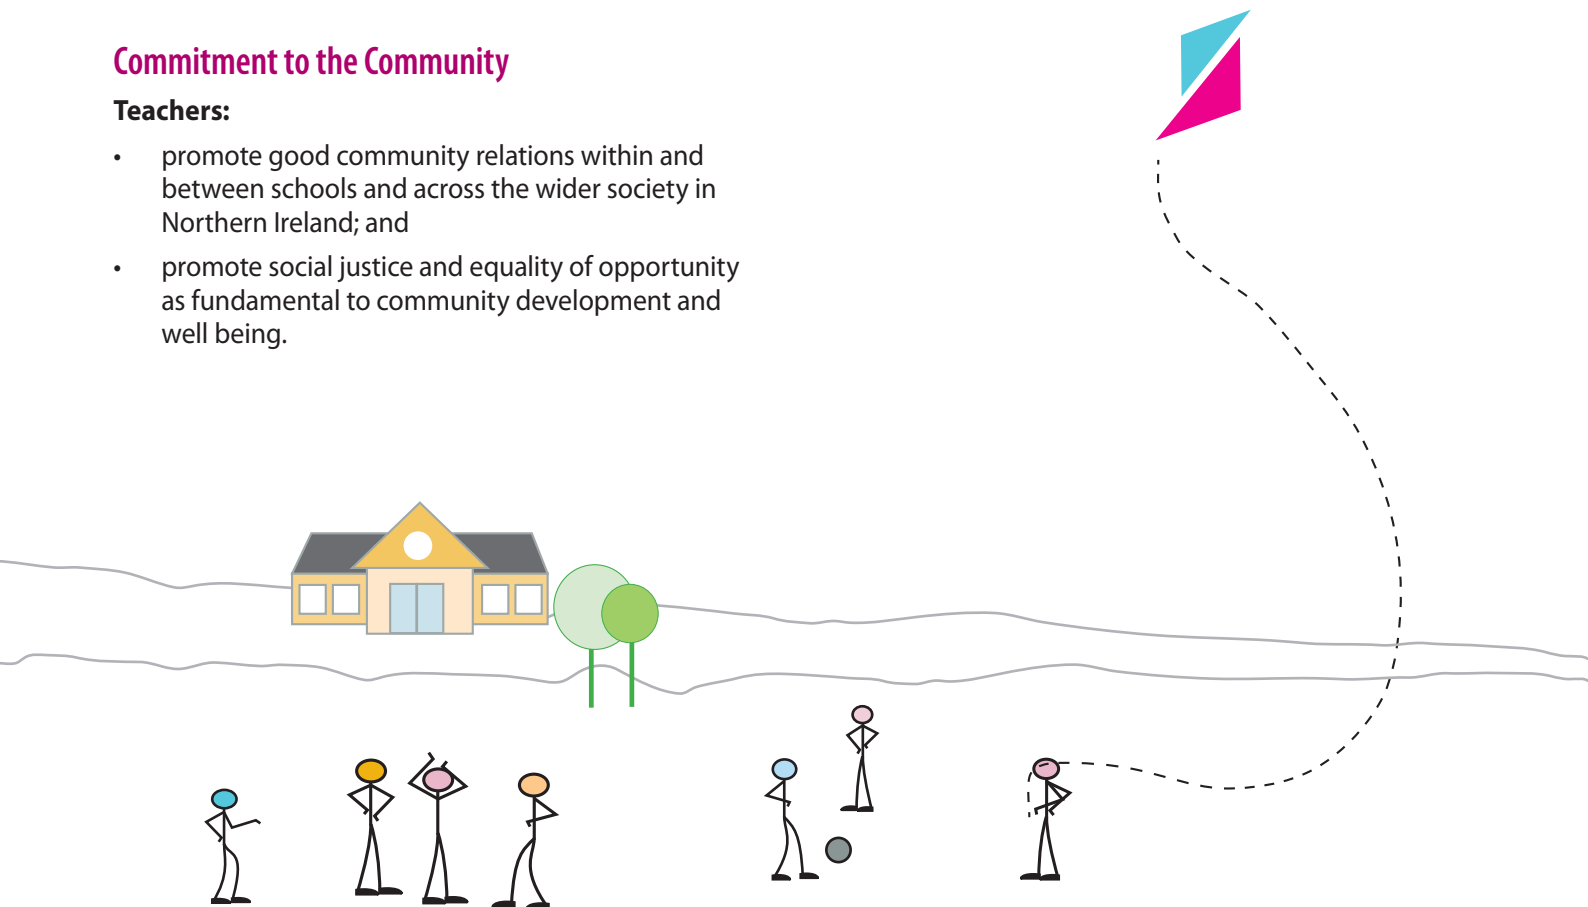 Commitment to the Community
Teachers:
• promote good community relations within and
between schools and across the wider society in
Northern Ireland; and
• promote social justice and equality of opportunity
as fundamental to community development and
well being.